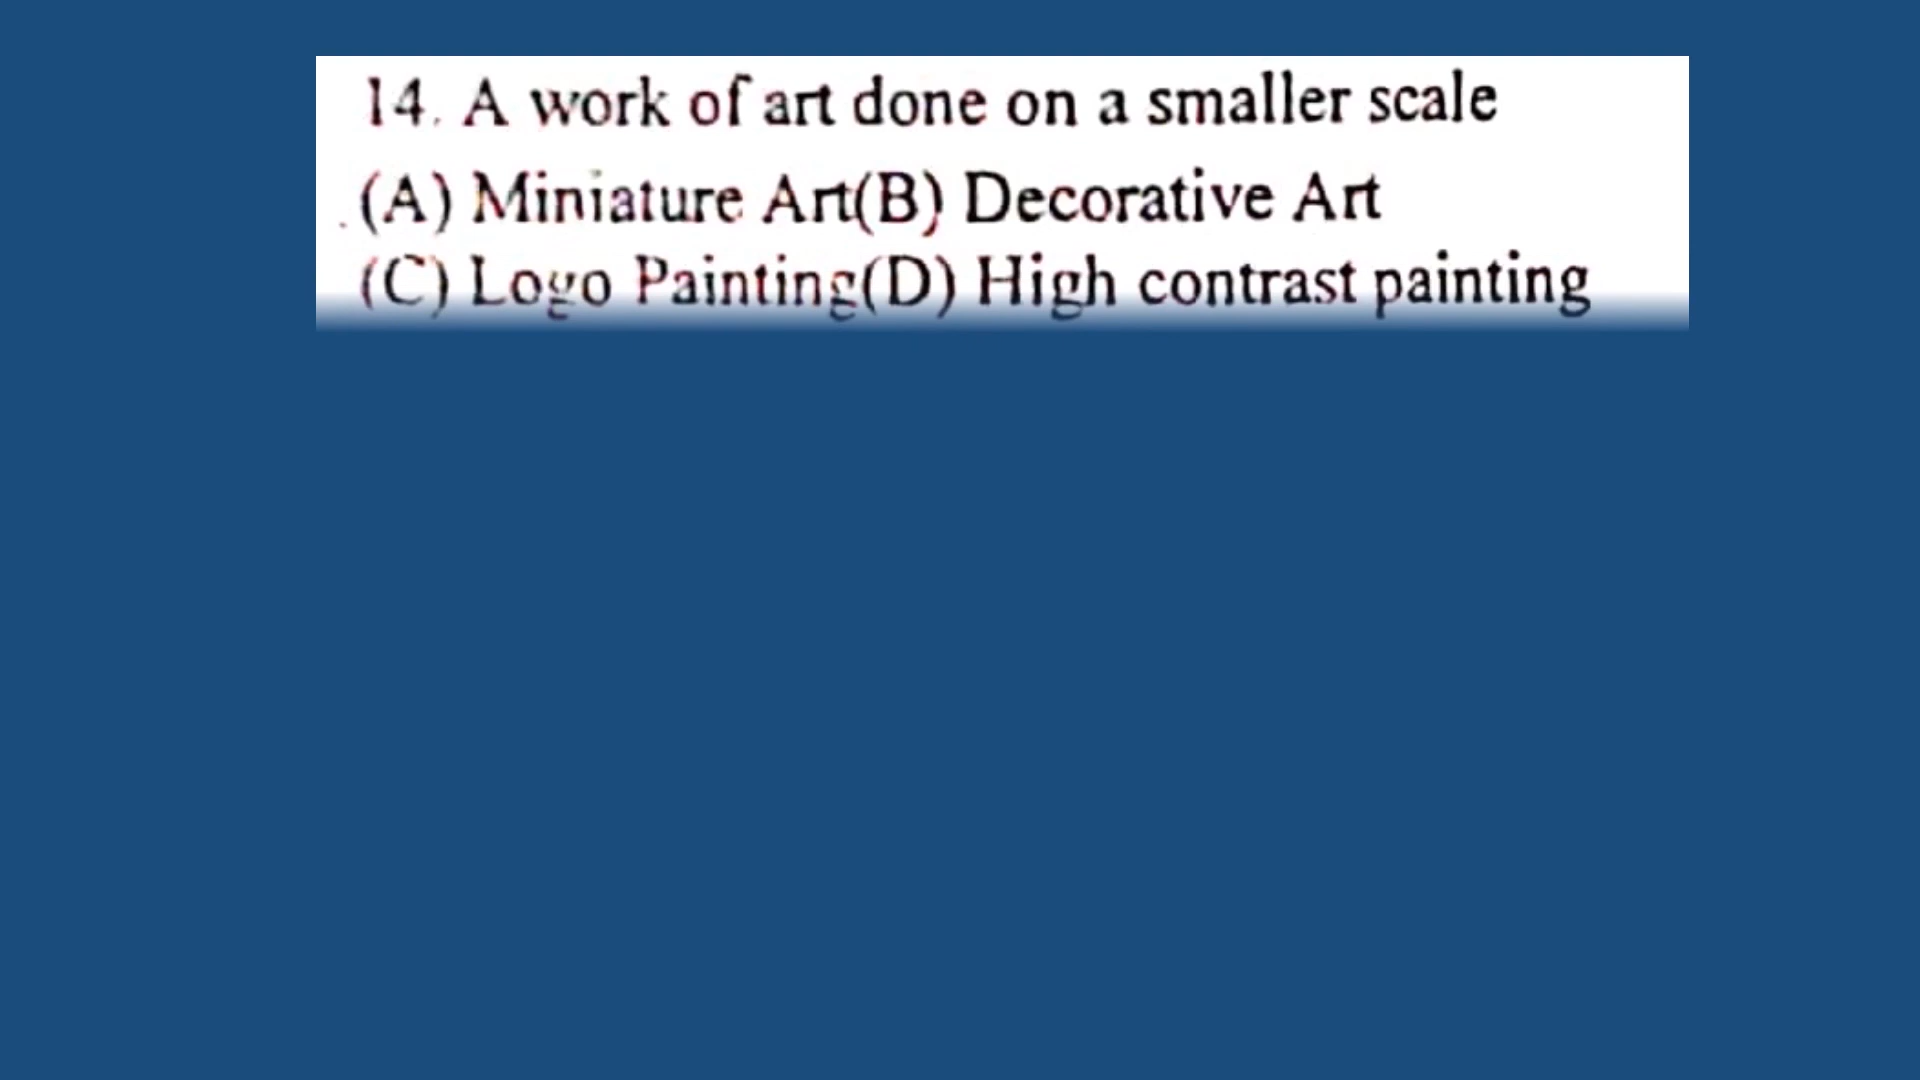 14. A work of art done on a smaller scale
(A) Miniature Art(B) Decorative Art
(C) Logo Painting(D) High contrast painting